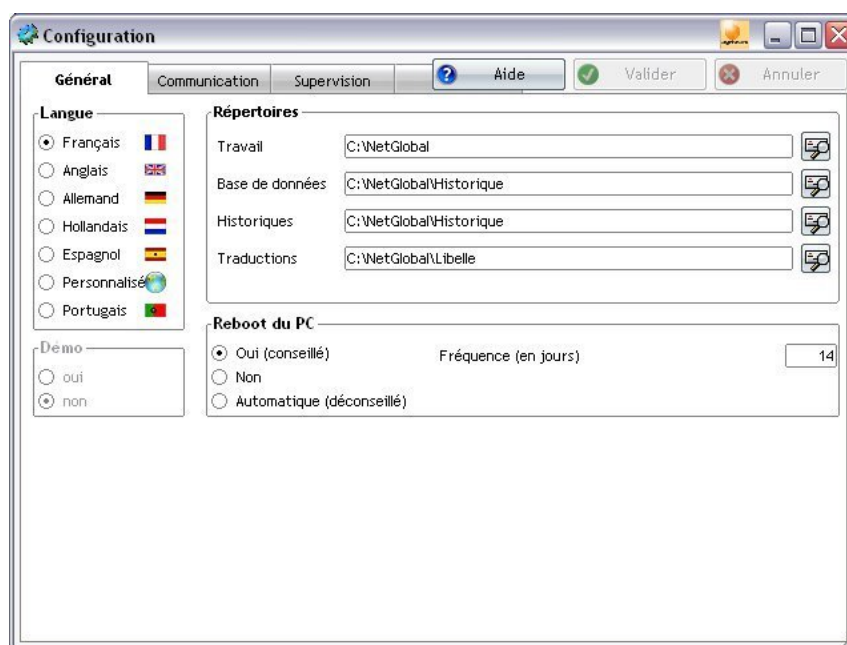 Configuration
Général
Communication
Supervision
Aide
Valider
Annuler
Langue
Français
Anglais
Allemand
Hollandais
Espagnol
Personnalisé
Portugais
Démo
oui
non
Répertoires
Travail C:\NetGlobal
Base de données C:\NetGlobal\Historique
Historiques C:\NetGlobal\Historique
Traductions C:\NetGlobal\Libelle
Reboot du PC
Oui (conseillé) Fréquence (en jours) 14
Non
Automatique (déconseillé)